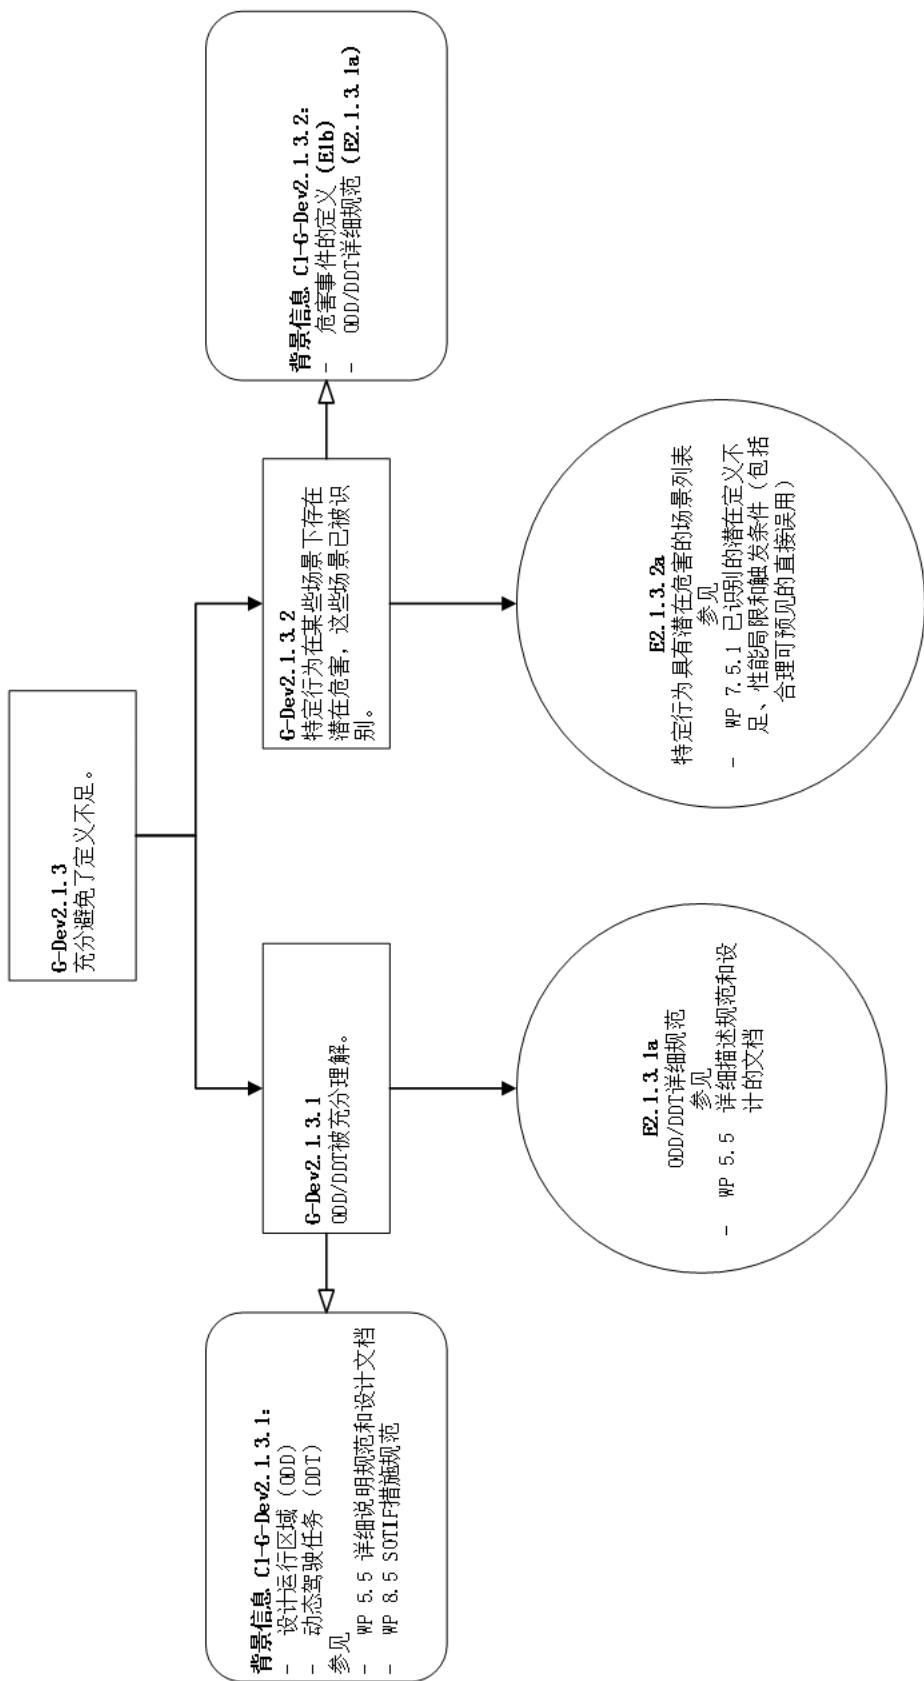 G-Dev2.1.3
充分避免了定义不足。
背景信息 C1-G-Dev2.1.3.1:
- 设计运行区域 (ODD)
- 动态驾驶任务 (DDT)
参见
- WP 5.5 详细说明规范和设计文档
- WP 8.5 SOTIF措施规范
G-Dev2.1.3.1
ODD/DDT被充分理解。
G-Dev2.1.3.2
特定行为在某些场景下存在
潜在危害，这些场景已被识
别。
背景信息 C1-G-Dev2.1.3.2:
- 危害事件的定义 (E1b)
- ODD/DDT详细规范 (E2.1.3.1a)
E2.1.3.1a
ODD/DDT详细规范
参见
- WP 5.5 详细描述规范和设
计的文档
E2.1.3.2a
特定行为具有潜在危害的场景列表
参见
- WP 7.5.1 已识别的潜在定义不
足、性能局限和触发条件（包括
合理可预见的直接误用）